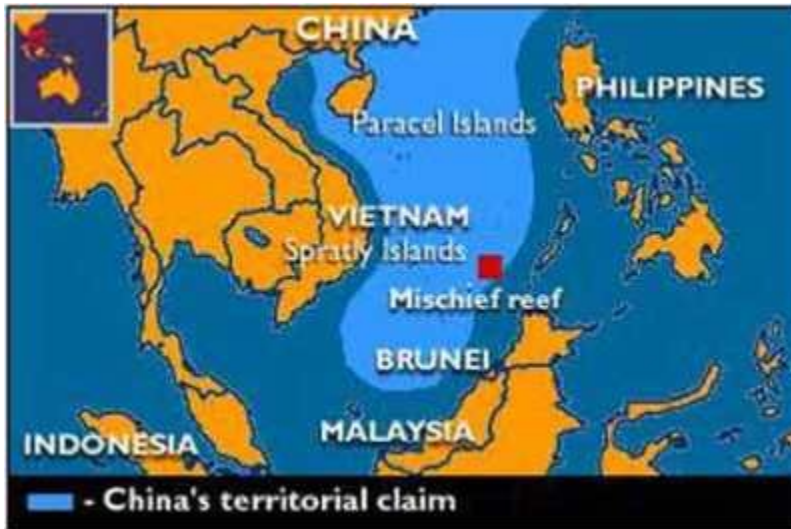 CHINA
PHILIPPINES
Paracel Islands
VIETNAM
Spratly Islands
Mischief reef
BRUNEI
MALAYSIA
INDONESIA
- China's territorial claim